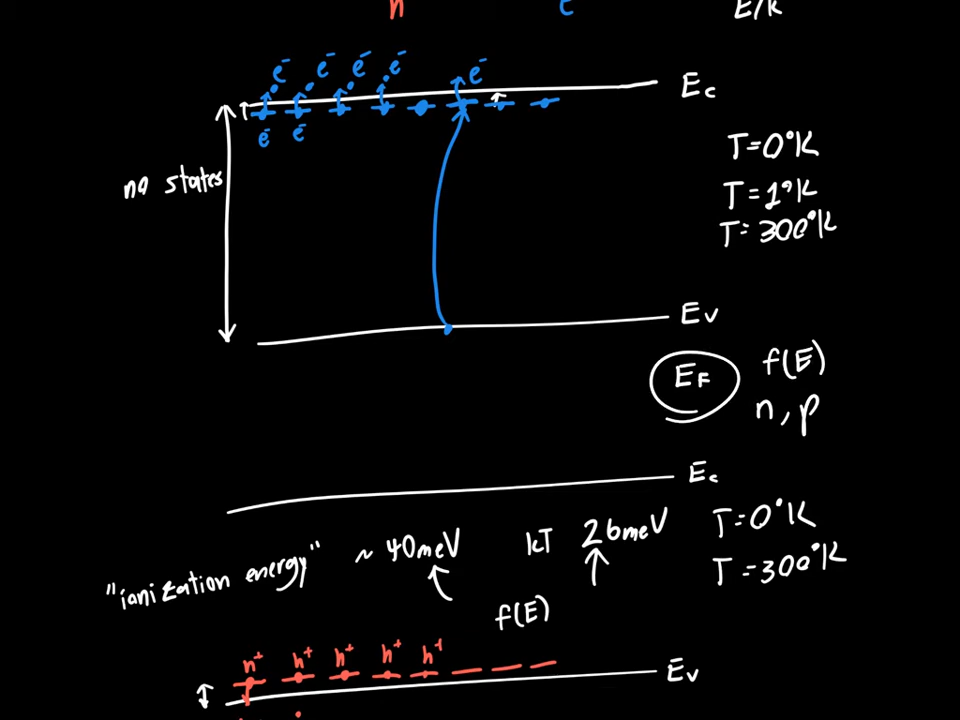 n e E/k
e⁻ e⁻ e⁻ e⁻ e⁻
Ec
e⁻ e⁻
T=0°K
no states
T=1°K
T=300°K
Ev
EF f(E)
n, p
Ec
T=0°K
"ionization energy" ~ 40meV kT 26meV
T=300°K
f(E)
h⁺ h⁺ h⁺ h⁺ h⁺
Ev